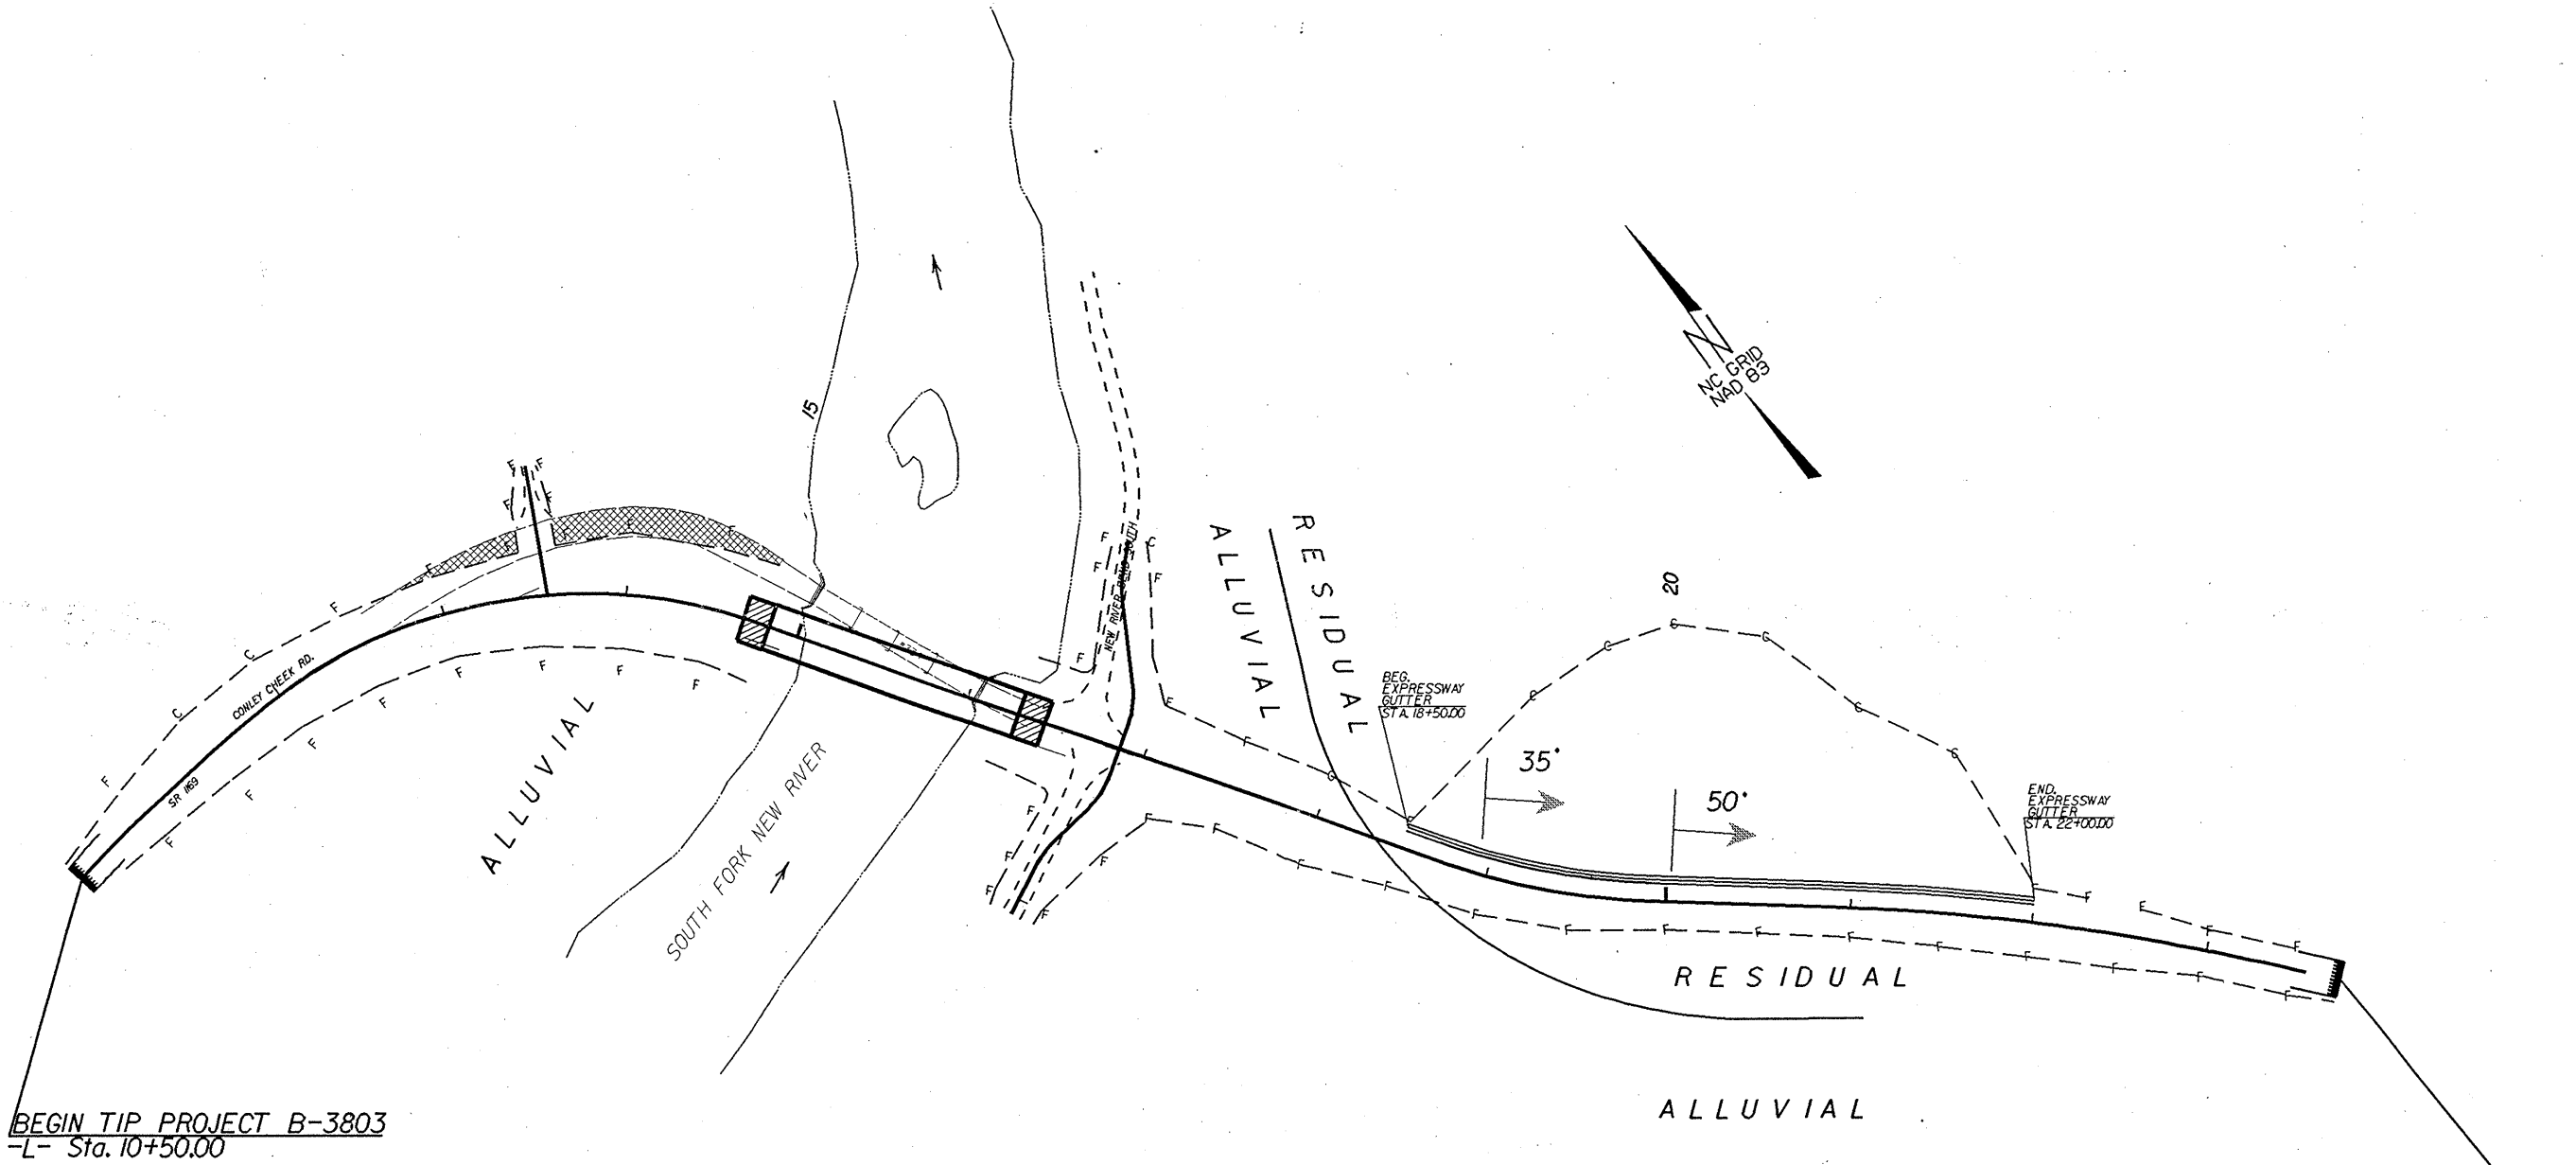 NC GRID
NAD 83
15
20
ALLUVIAL
RESIDUAL
NEW RIVER BEND SOUTH
CONLEY CHEEK RD.
SR 1169
ALLUVIAL
SOUTH FORK NEW RIVER
BEG.
EXPRESSWAY
GUTTER
STA. 18+50.00
35°
50°
END.
EXPRESSWAY
GUTTER
STA. 22+00.00
RESIDUAL
ALLUVIAL
BEGIN TIP PROJECT B-3803
-L- Sta. 10+50.00